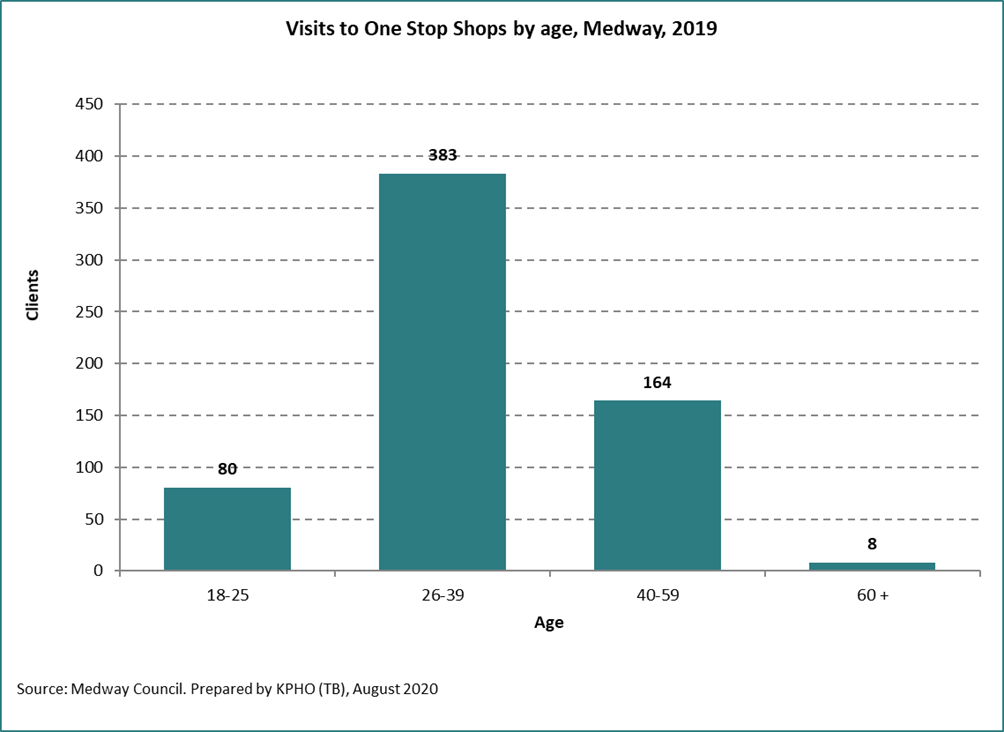 Visits to One Stop Shops by age, Medway, 2019
450
400
383
350
300
Clients
250
200
164
150
100
80
50
8
0
18-25 26-39 40-59 60 +
Age
Source: Medway Council. Prepared by KPHO (TB), August 2020